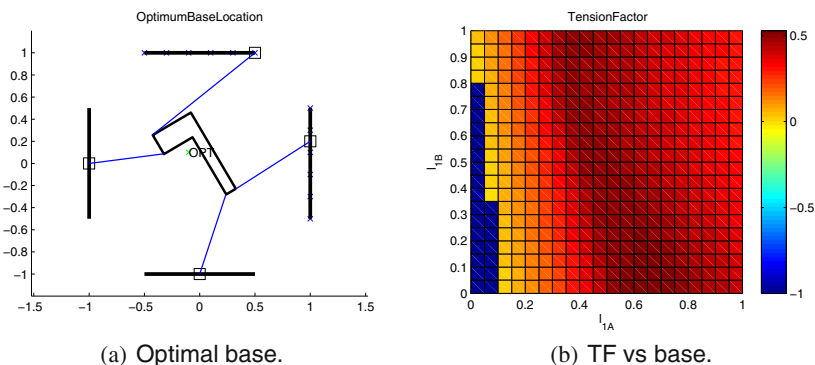 OptimumBaseLocation
1
0.8
0.6
0.4
0.2
0
−0.2
−0.4
−0.6
−0.8
−1
OPT
−1.5 −1 −0.5 0 0.5 1 1.5
(a) Optimal base.
TensionFactor
1
0.9
0.8
0.7
0.6
0.5
0.4
0.3
0.2
0.1
0
l1B
0 0.2 0.4 0.6 0.8 1
l1A
0.5
0
−0.5
−1
(b) TF vs base.